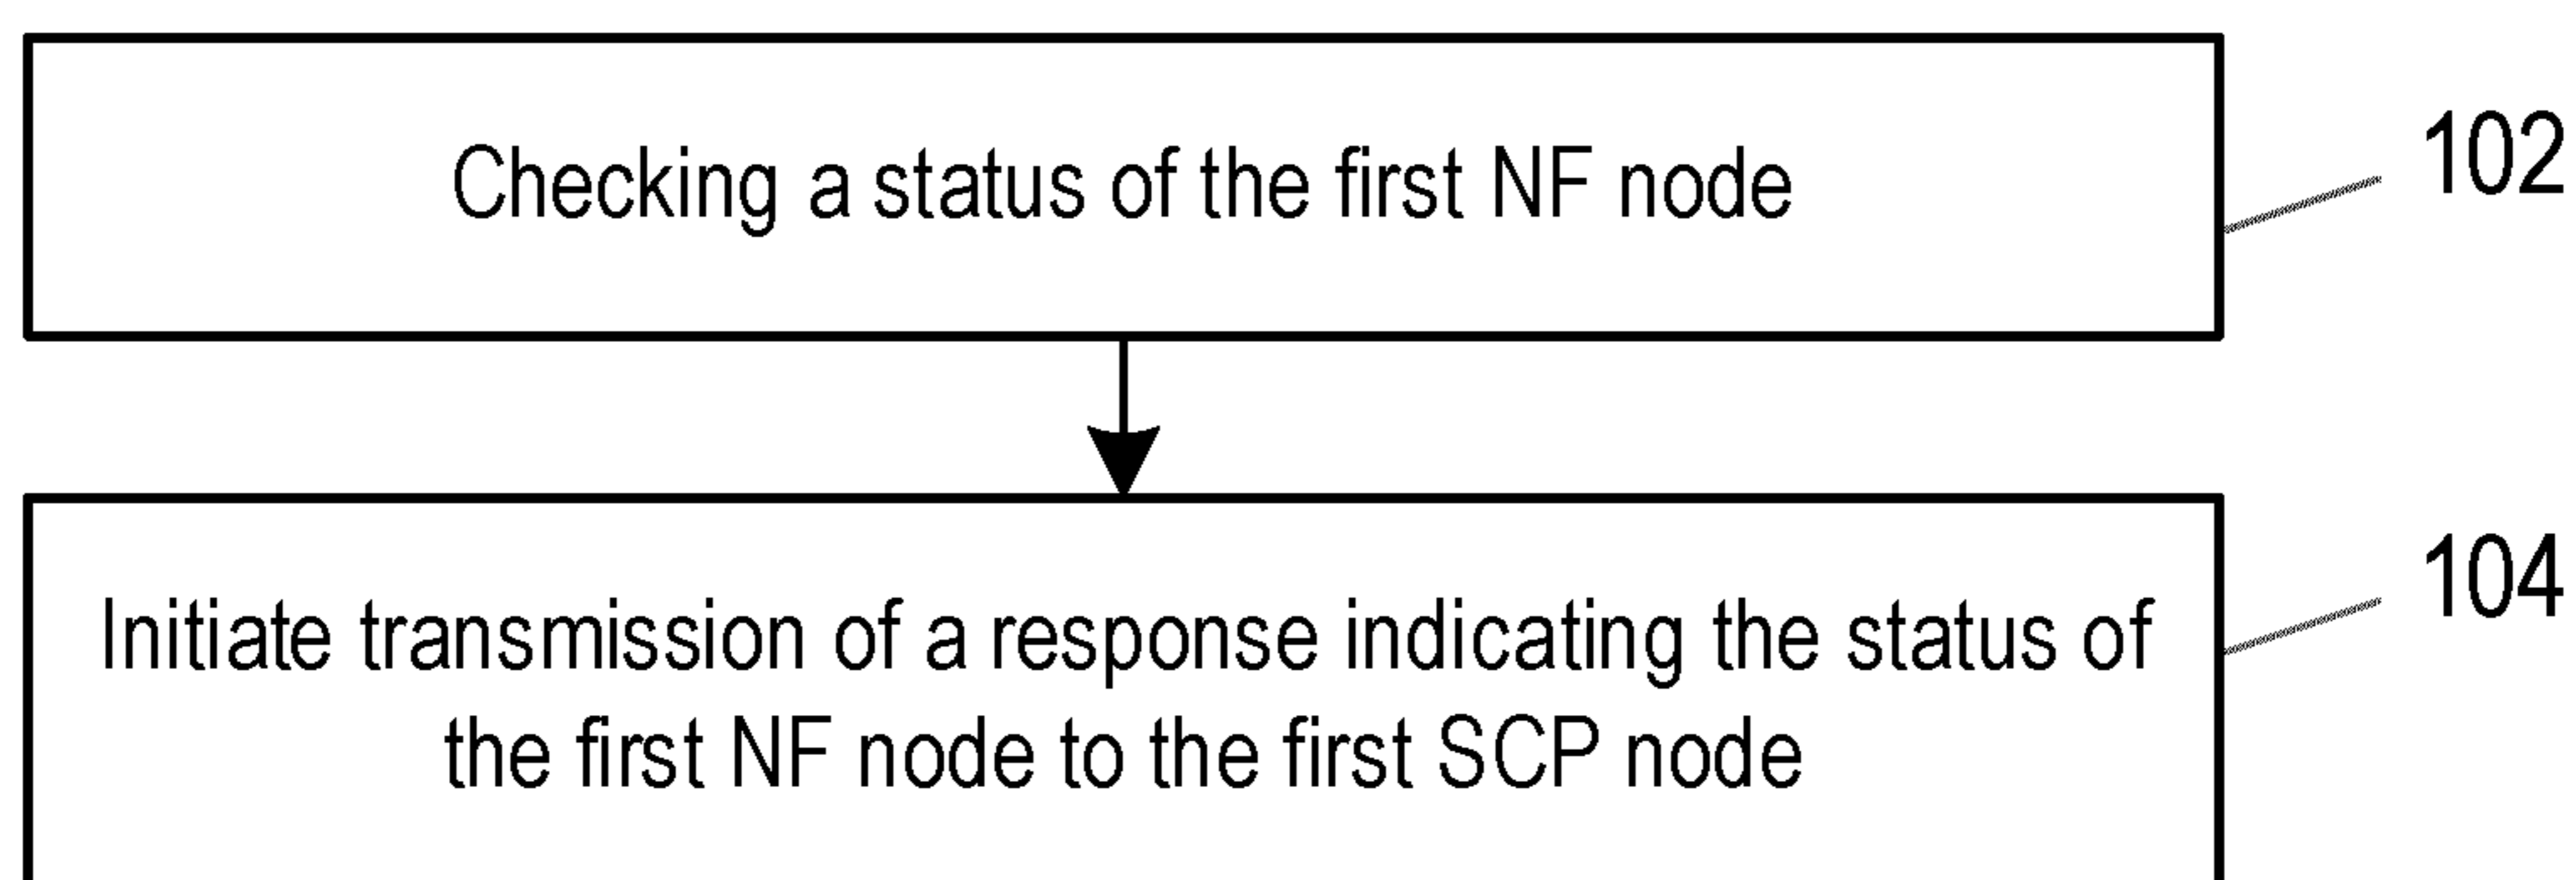 Checking a status of the first NF node
102
Initiate transmission of a response indicating the status of
the first NF node to the first SCP node
104